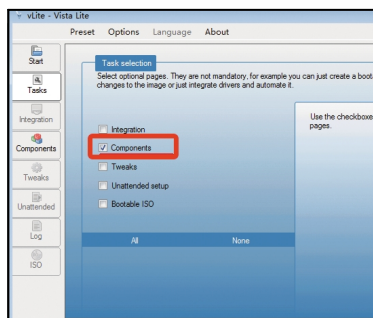 vLite - Vista Lite
Preset Options Language About
Start
Tasks
Integration
Components
Tweaks
Unattended
Log
ISO
Task selection
Select optional pages. They are not mandatory, for example you can just create a boota
changes to the image or just integrate drivers and automate it.
Integration
Components
Tweaks
Unattended setup
Bootable ISO
All None
Use the checkboxe
pages.